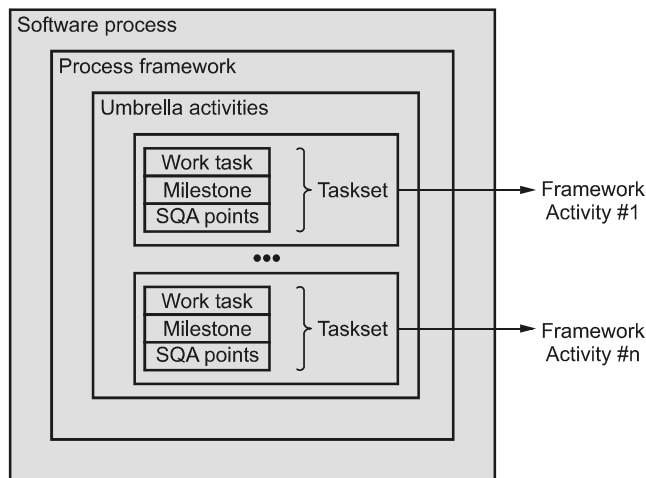 Software process
Process framework
Umbrella activities
Work task
Milestone
SQA points
Taskset
Framework
Activity #1
Work task
Milestone
SQA points
Taskset
Framework
Activity #n